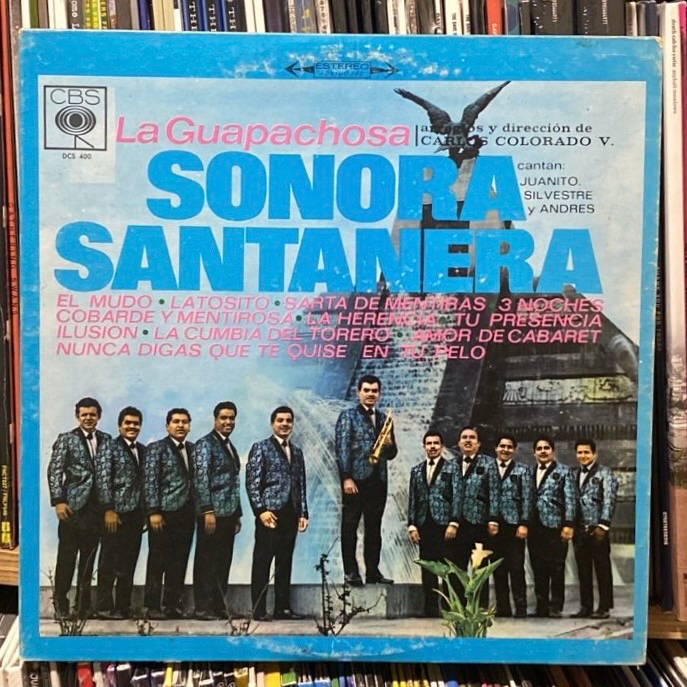 ESTEREO
CBS
DCS 400
La Guapachosa
arreglos y dirección de
CARLOS COLORADO V.
SONORA
SANTANERA
cantan:
JUANITO.
SILVESTRE
y ANDRES
EL MUDO • LATOSITO • SARTA DE MENTIRAS 3 NOCHES
COBARDE Y MENTIROSA • LA HERENCIA TU PRESENCIA
ILUSION • LA CUMBIA DEL TORERO • AMOR DE CABARET
NUNCA DIGAS QUE TE QUISE EN TU PELO